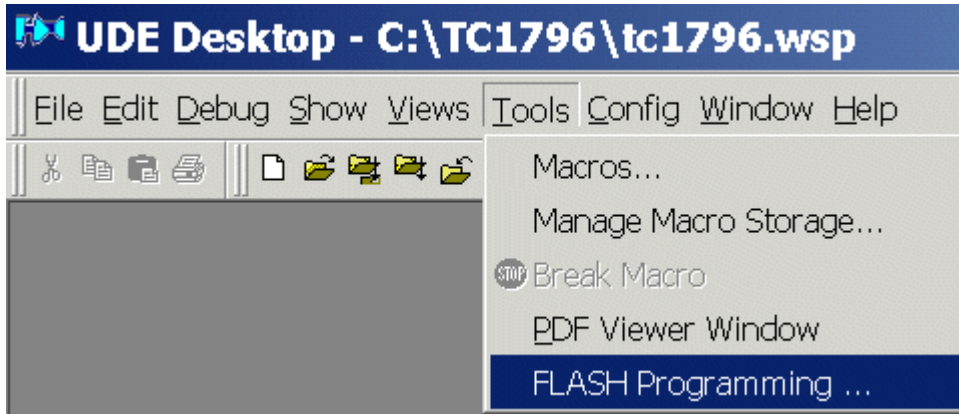 UDE Desktop - C:\TC1796\tc1796.wsp
File Edit Debug Show Views Tools Config Window Help
Macros...
Manage Macro Storage...
STOP Break Macro
PDF Viewer Window
FLASH Programming ...